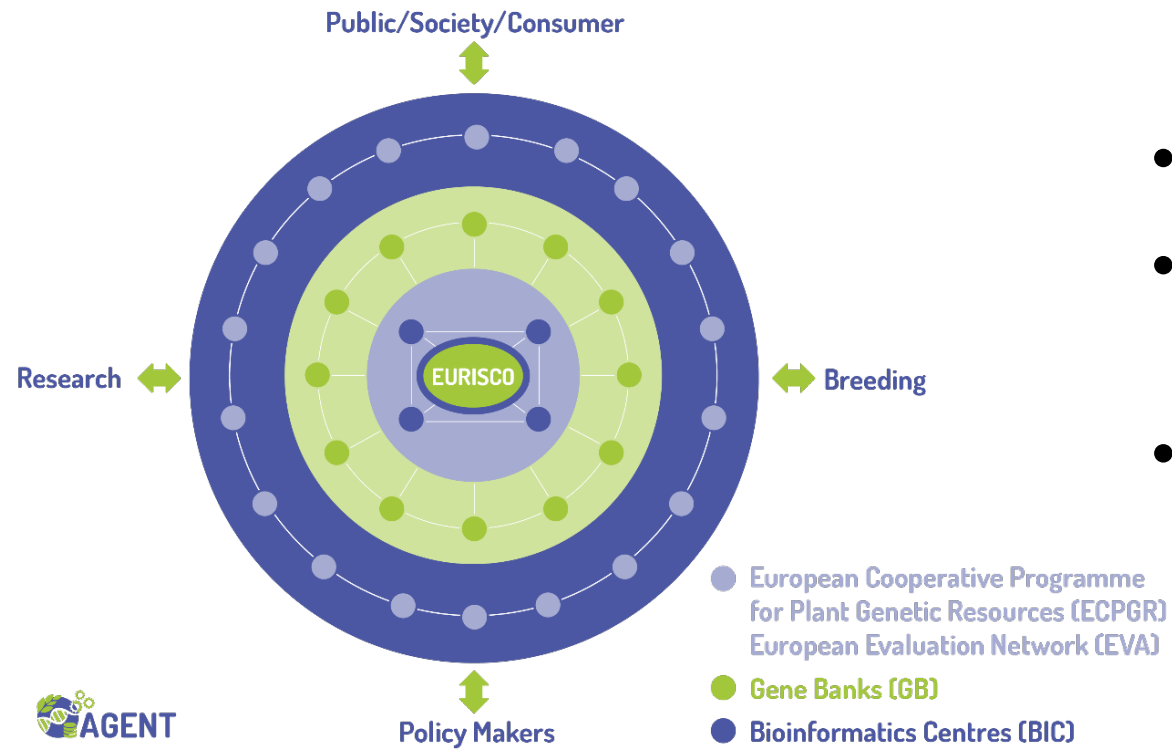 Public/Society/Consumer
Research
EURISCO
Breeding
European Cooperative Programme
for Plant Genetic Resources (ECPGR)
European Evaluation Network (EVA)
Gene Banks (GB)
Bioinformatics Centres (BIC)
Policy Makers
AGENT